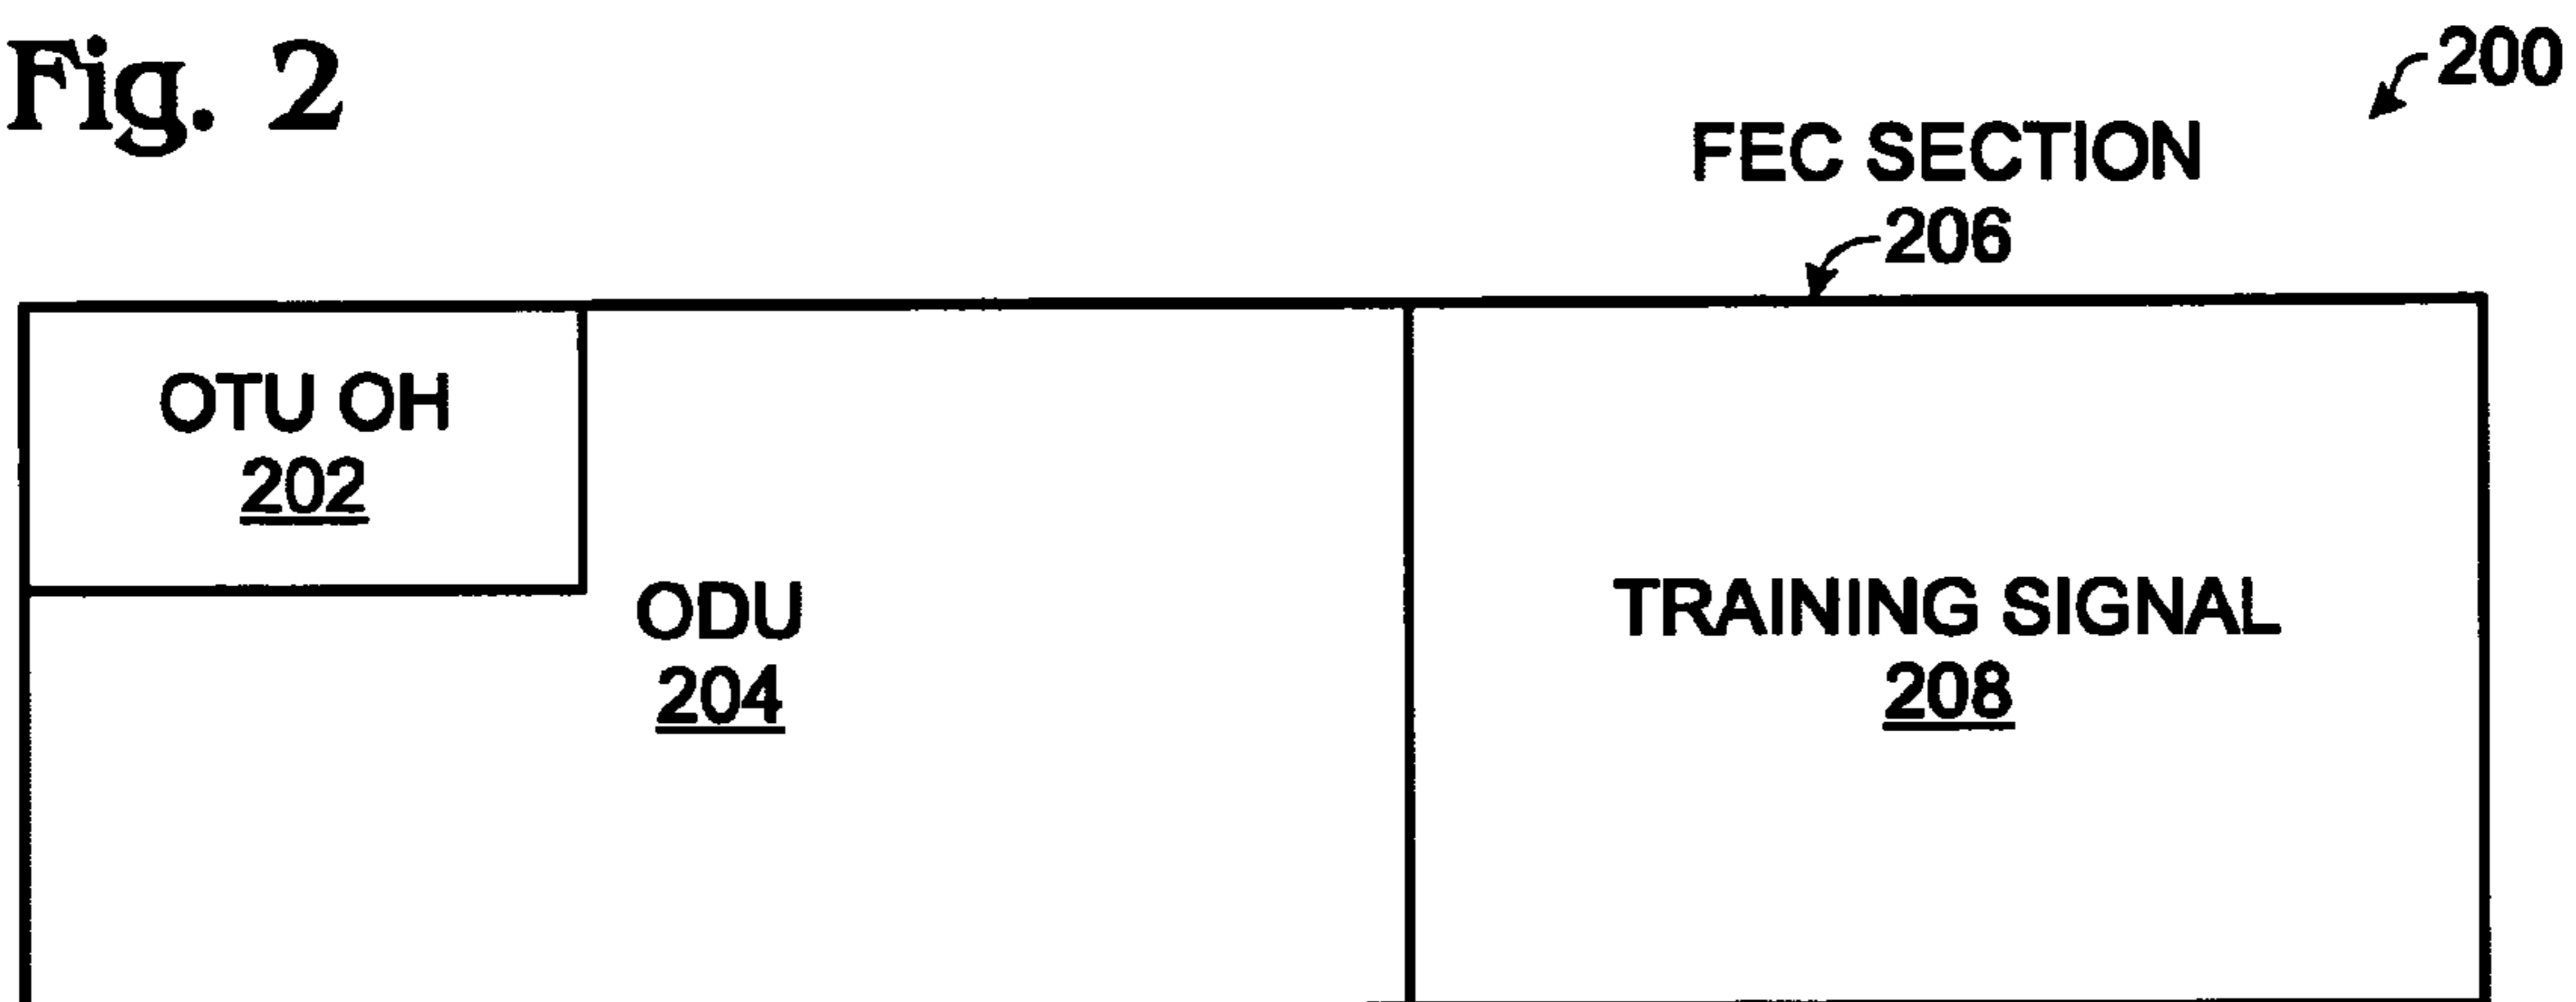 Fig. 2
200
FEC SECTION
206
OTU OH
202
ODU
204
TRAINING SIGNAL
208